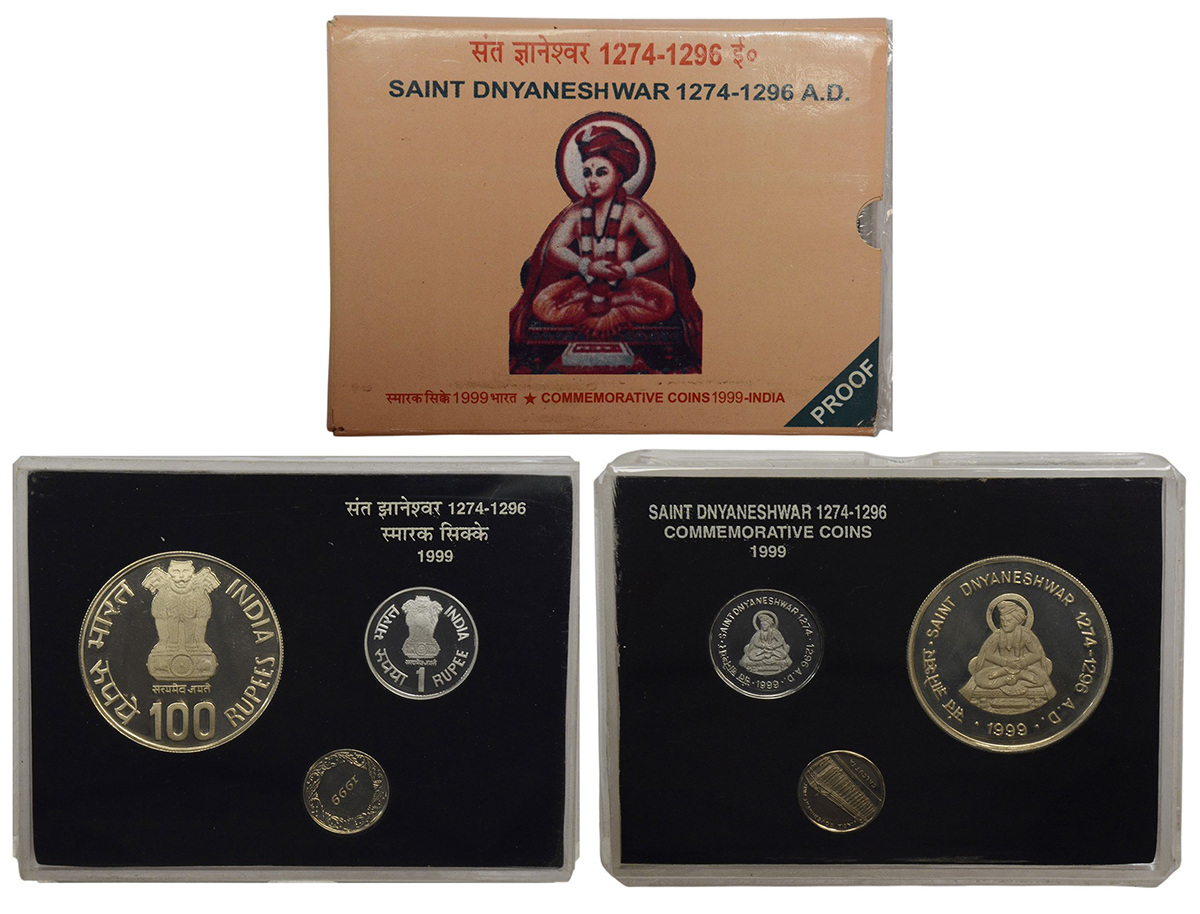 संत ज्ञानेश्वर 1274-1296 ई०
SAINT DNYANESHWAR 1274-1296 A.D.
स्मारक सिक्के 1999 भारत ★ COMMEMORATIVE COINS 1999-INDIA
PROOF
संत झानेश्वर 1274-1296
स्मारक सिक्के
1999
भारत INDIA
सत्यमेव जयते
रूपये 100 RUPEES
भारत INDIA
रूपया 1 RUPEE
1999
SAINT DNYANESHWAR 1274-1296
COMMEMORATIVE COINS
1999
SAINT DNYANESHWAR 1274-1296 A.D.
1999
SAINT DNYANESHWAR 1274-1296 A.D.
1999